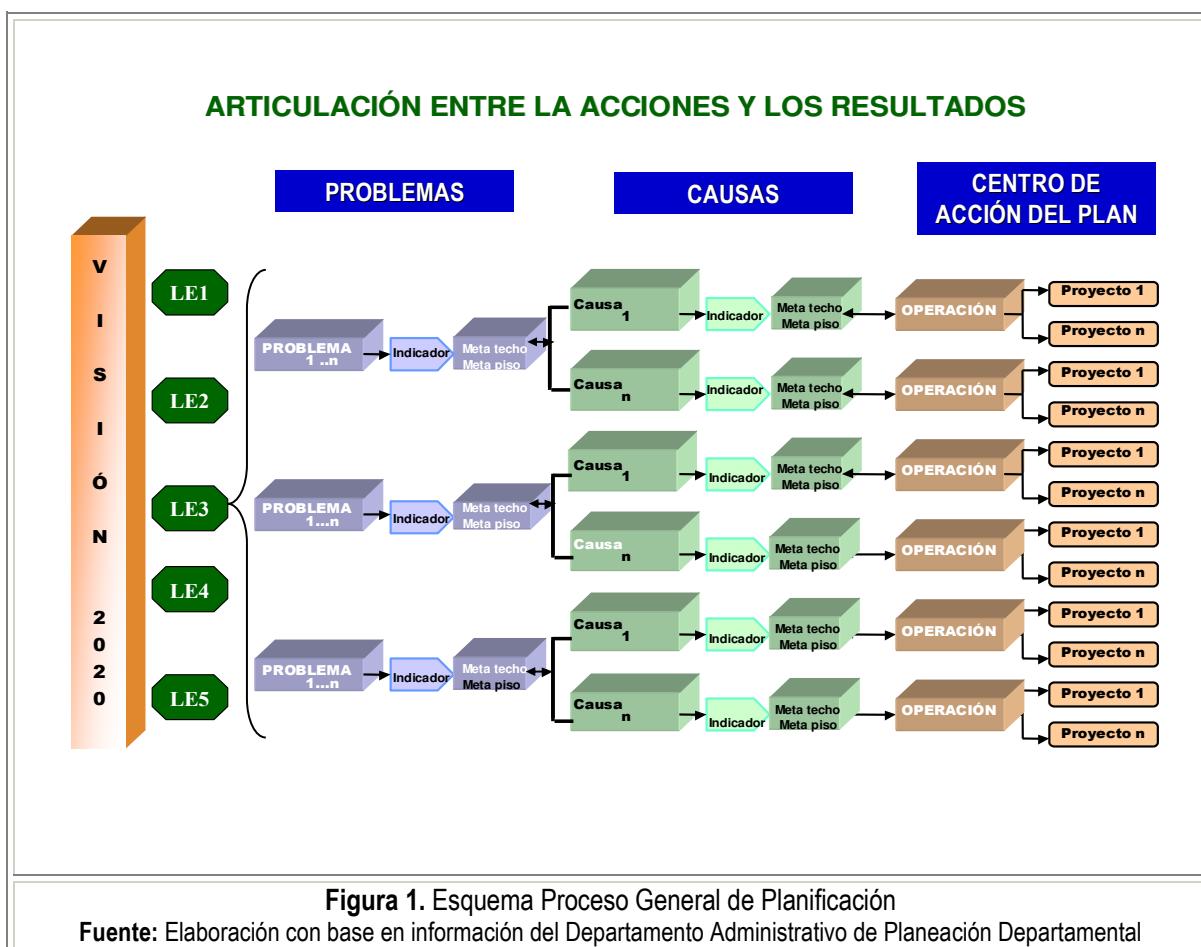 ARTICULACIÓN ENTRE LA ACCIONES Y LOS RESULTADOS
PROBLEMAS
CAUSAS
CENTRO DE
ACCIÓN DEL PLAN
VISIÓN 2020
LE1
LE2
LE3
LE4
LE5
PROBLEMA
1 ..n
Indicador
Meta techo
Meta piso
Causa
1
Indicador
Meta techo
Meta piso
OPERACIÓN
Proyecto 1
Proyecto n
Causa
n
Indicador
Meta techo
Meta piso
OPERACIÓN
Proyecto 1
Proyecto n
PROBLEMA
1...n
Indicador
Meta techo
Meta piso
Causa
1
Indicador
Meta techo
Meta piso
OPERACIÓN
Proyecto 1
Proyecto n
Causa
n
Indicador
Meta techo
Meta piso
OPERACIÓN
Proyecto 1
Proyecto n
PROBLEMA
1...n
Indicador
Meta techo
Meta piso
Causa
1
Indicador
Meta techo
Meta piso
OPERACIÓN
Proyecto 1
Proyecto n
Causa
n
Indicador
Meta techo
Meta piso
OPERACIÓN
Proyecto 1
Proyecto n
Figura 1. Esquema Proceso General de Planificación
Fuente: Elaboración con base en información del Departamento Administrativo de Planeación Departamental